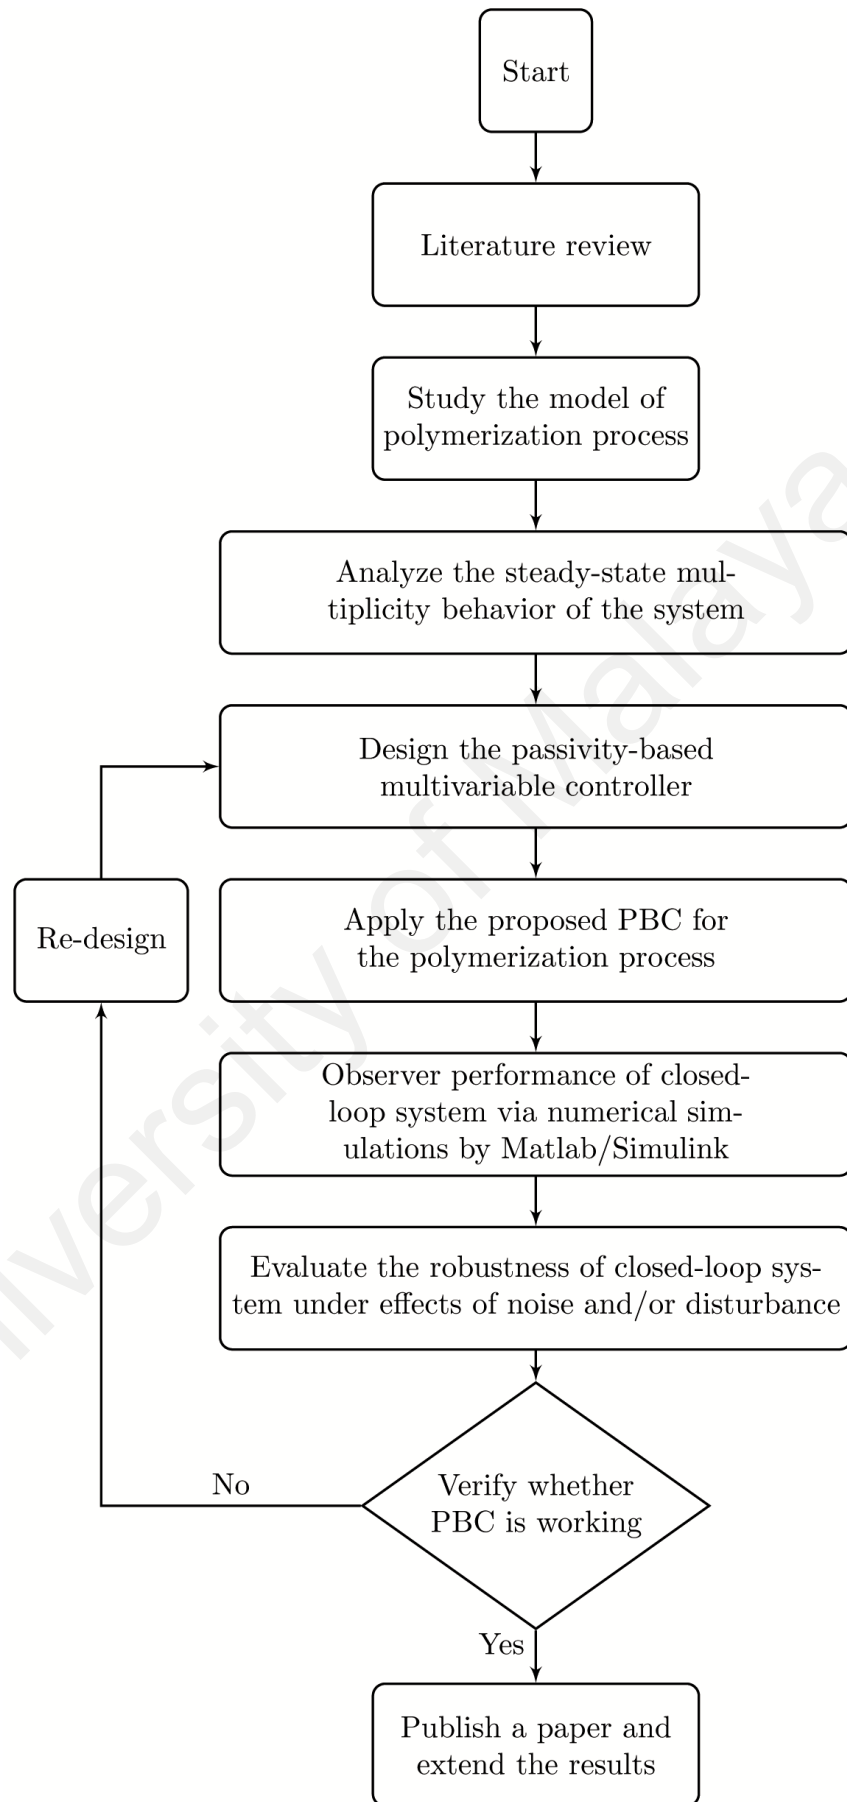 Start
Literature review
Study the model of
polymerization process
Analyze the steady-state mul-
tiplicity behavior of the system
Design the passivity-based
multivariable controller
Re-design
Apply the proposed PBC for
the polymerization process
Observer performance of closed-
loop system via numerical sim-
ulations by Matlab/Simulink
Evaluate the robustness of closed-loop sys-
tem under effects of noise and/or disturbance
No
Verify whether
PBC is working
Yes
Publish a paper and
extend the results
iversity of Malaya